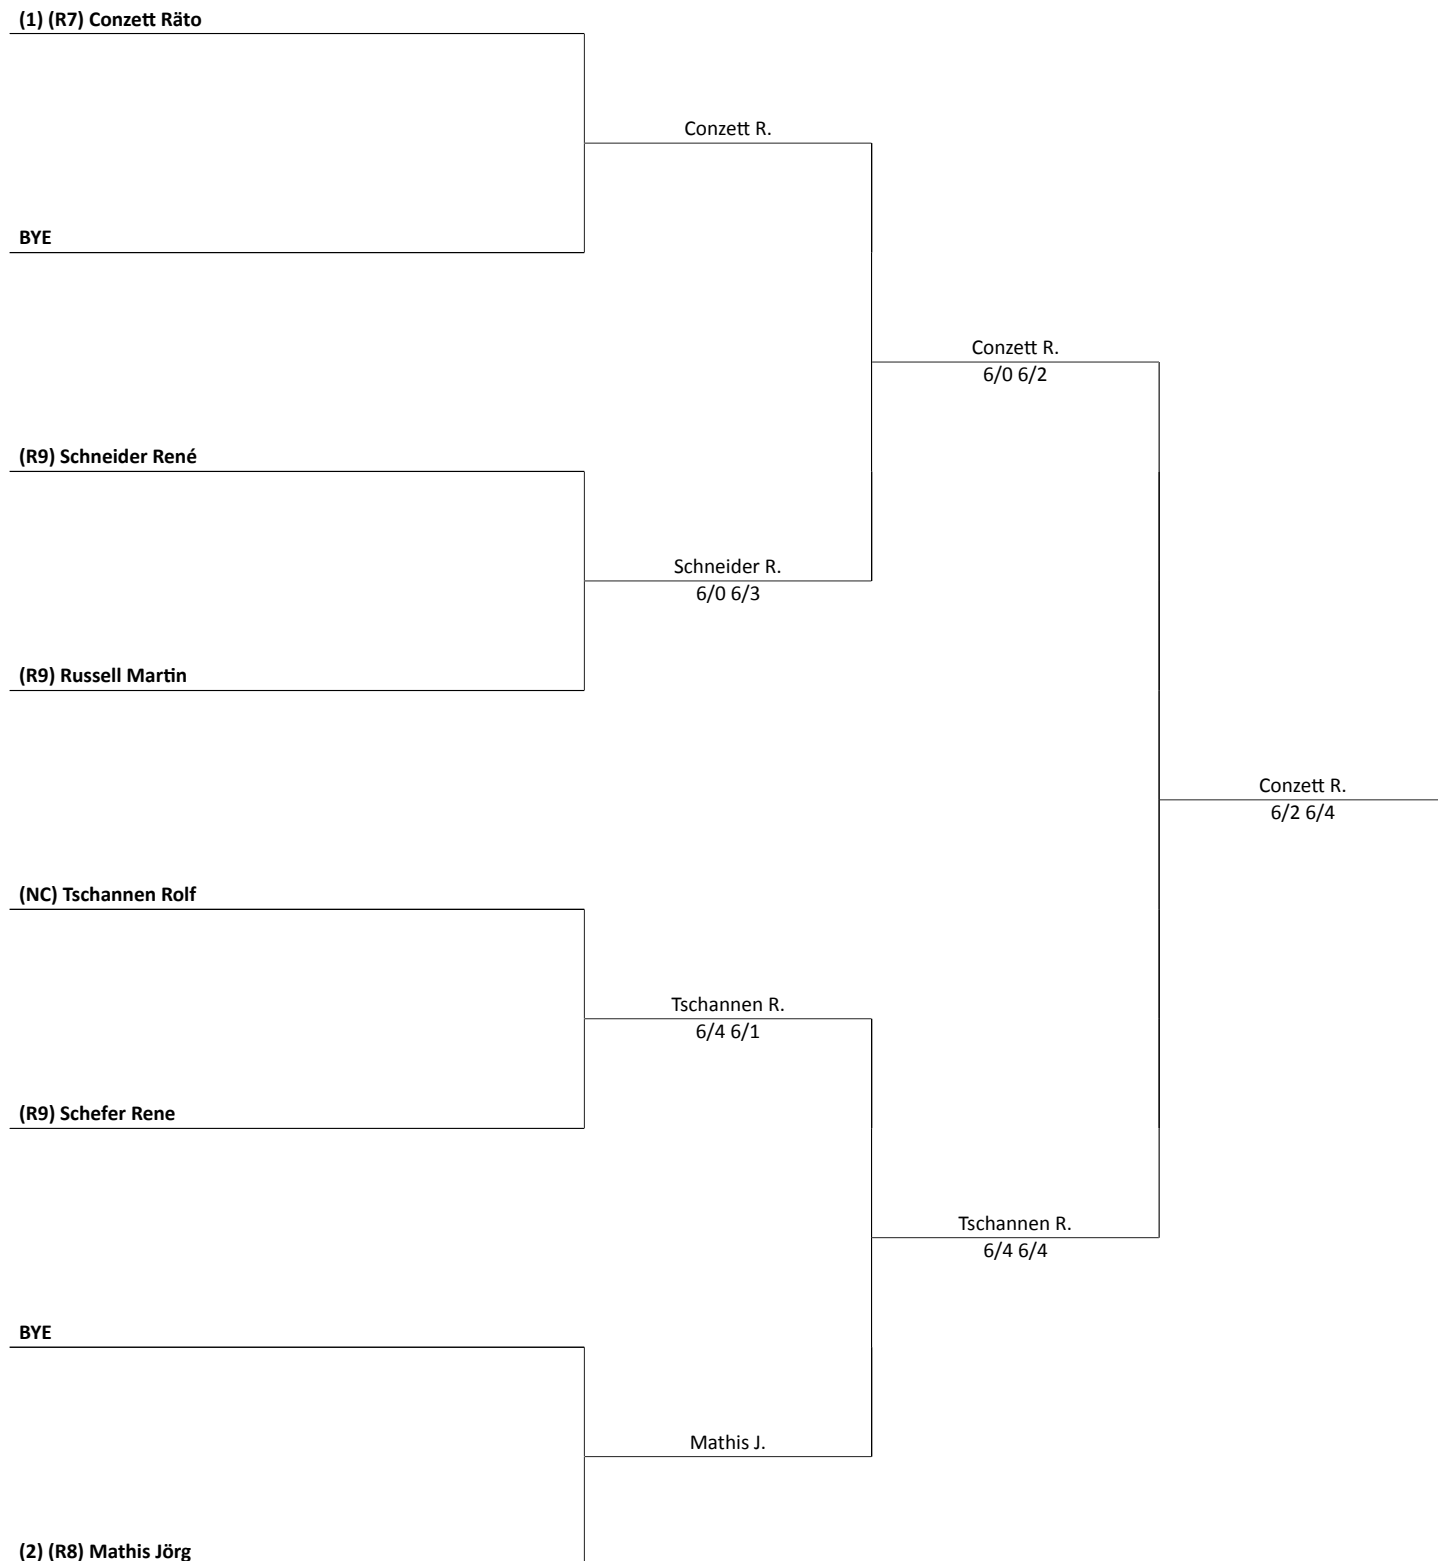 (1) (R7) Conzett Räto
Conzett R.
BYE
Conzett R.
6/0 6/2
(R9) Schneider René
Schneider R.
6/0 6/3
(R9) Russell Martin
Conzett R.
6/2 6/4
(NC) Tschannen Rolf
Tschannen R.
6/4 6/1
(R9) Schefer Rene
Tschannen R.
6/4 6/4
BYE
Mathis J.
(2) (R8) Mathis Jörg